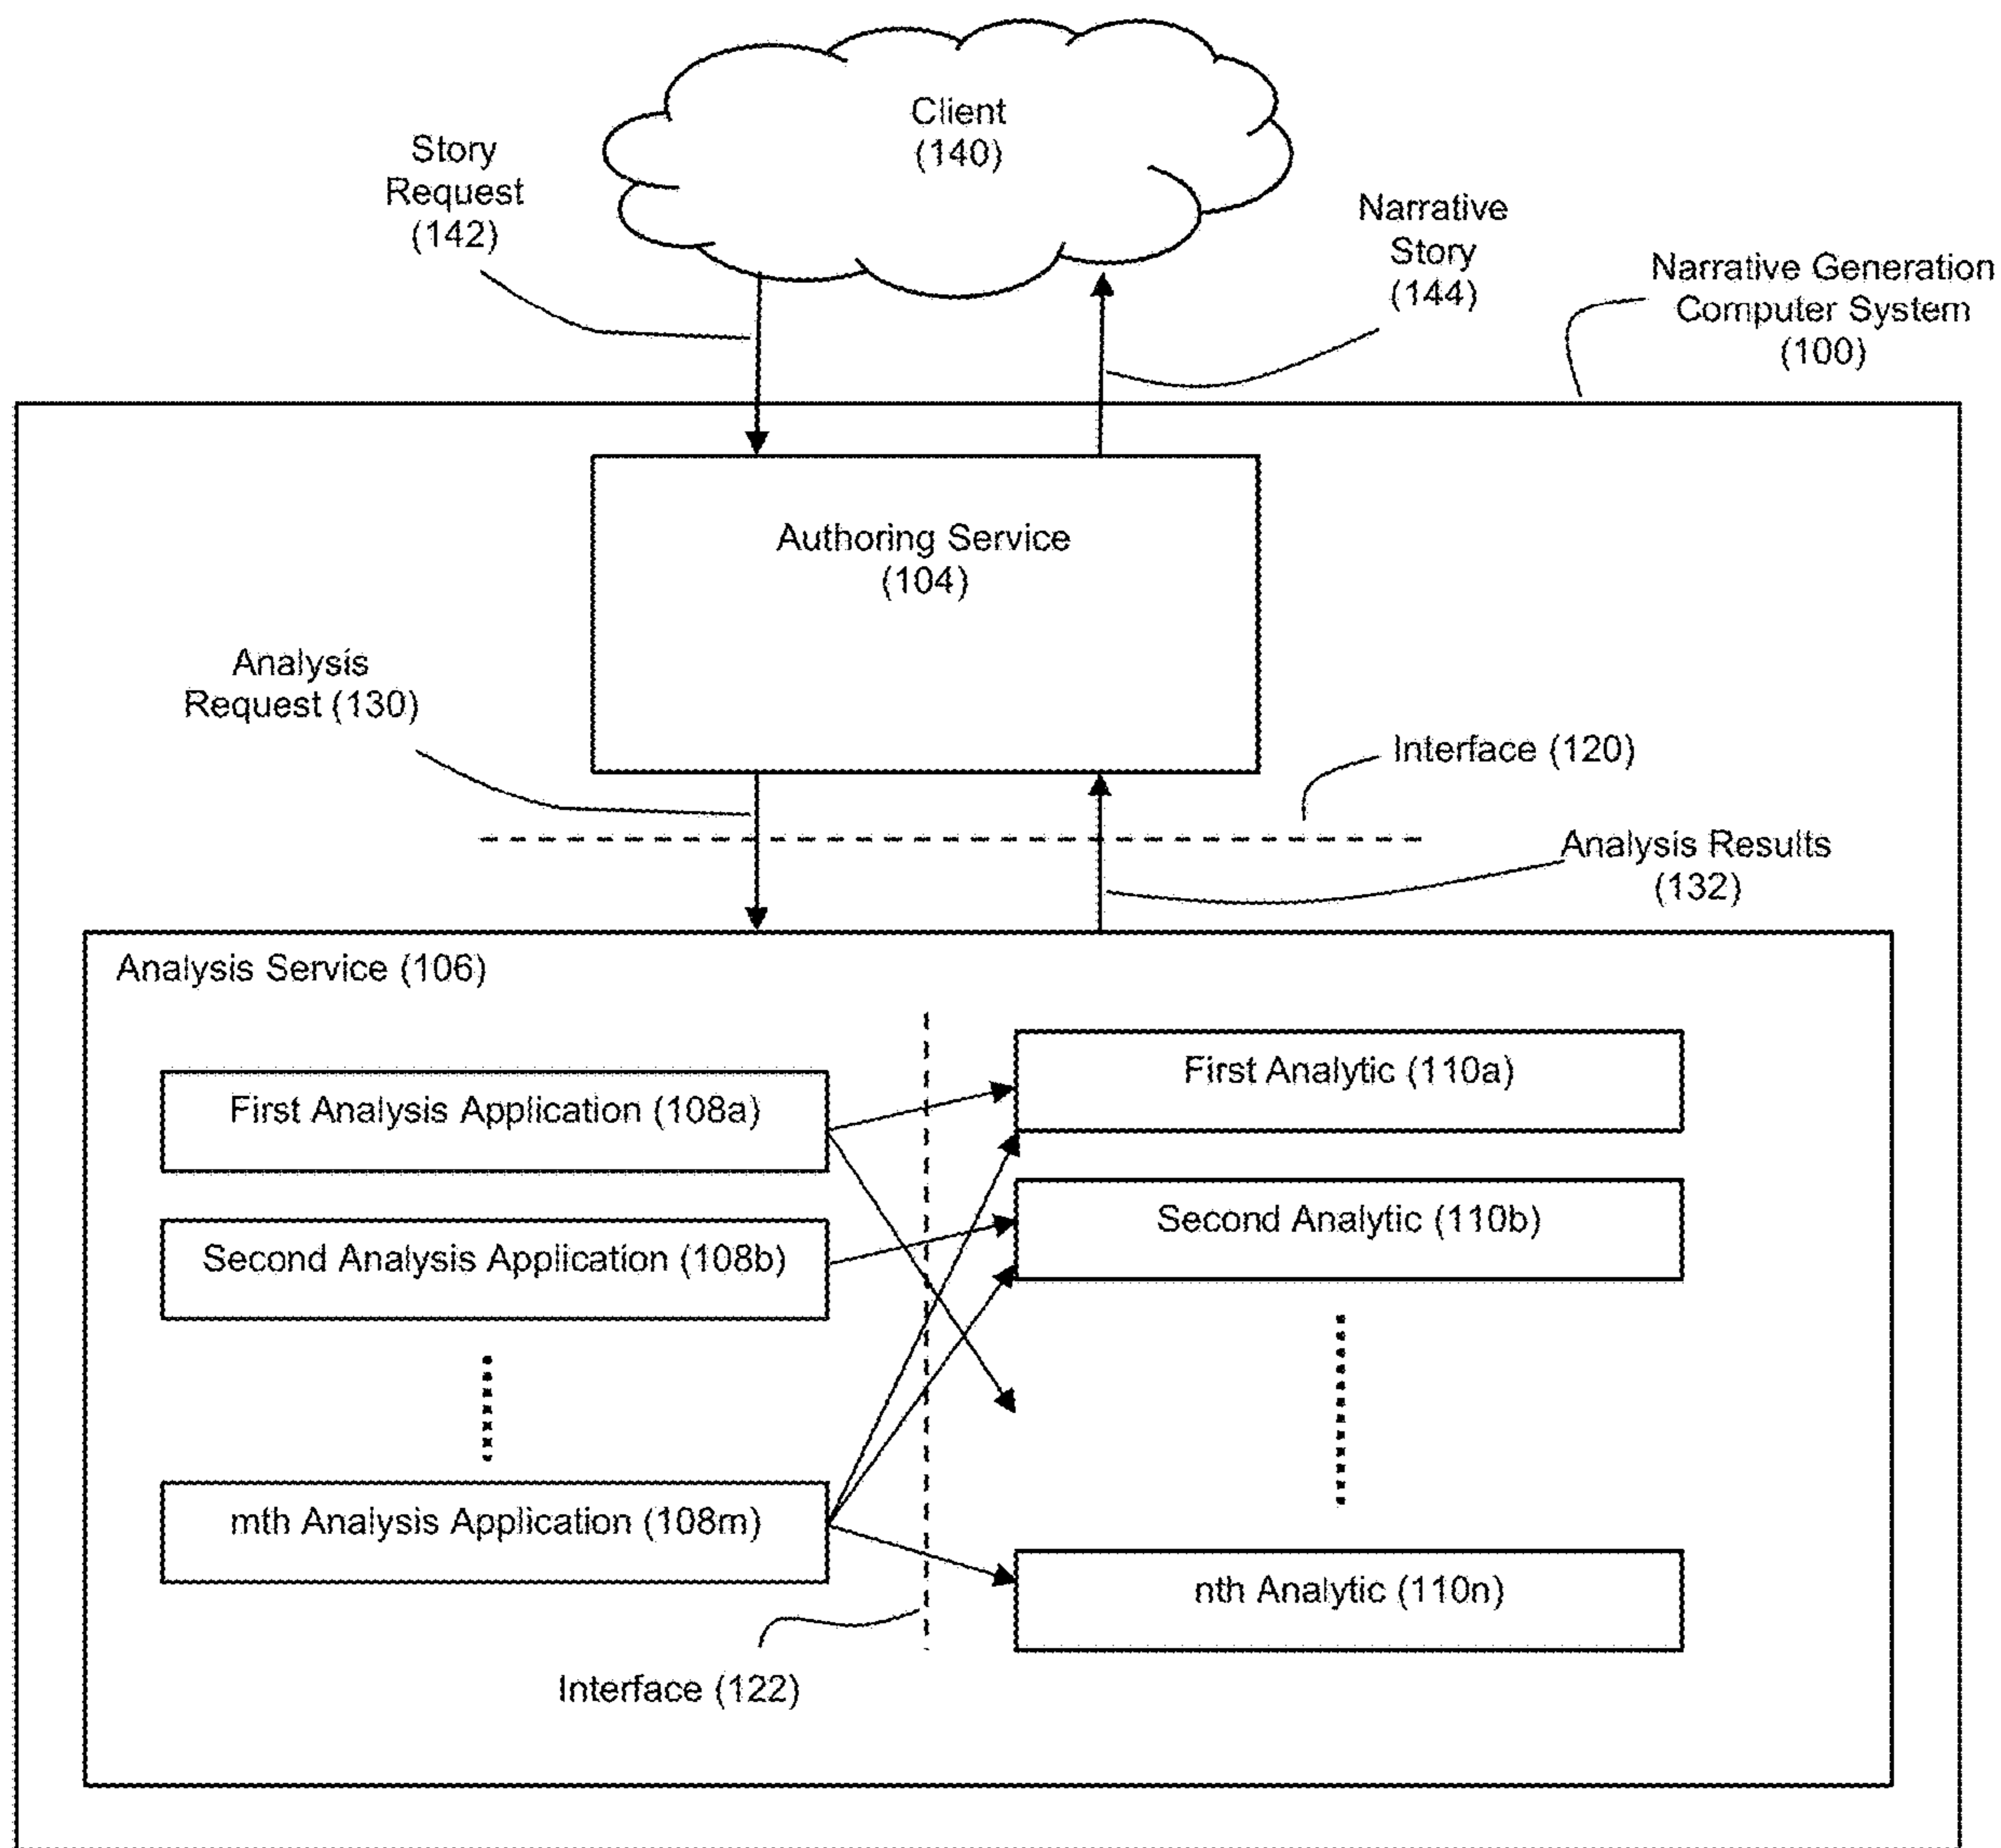 Client
(140)
Story
Request
(142)
Narrative
Story
(144)
Narrative Generation
Computer System
(100)
Authoring Service
(104)
Analysis
Request (130)
Interface (120)
Analysis Results
(132)
Analysis Service (106)
First Analysis Application (108a)
First Analytic (110a)
Second Analysis Application (108b)
Second Analytic (110b)
mth Analysis Application (108m)
nth Analytic (110n)
Interface (122)